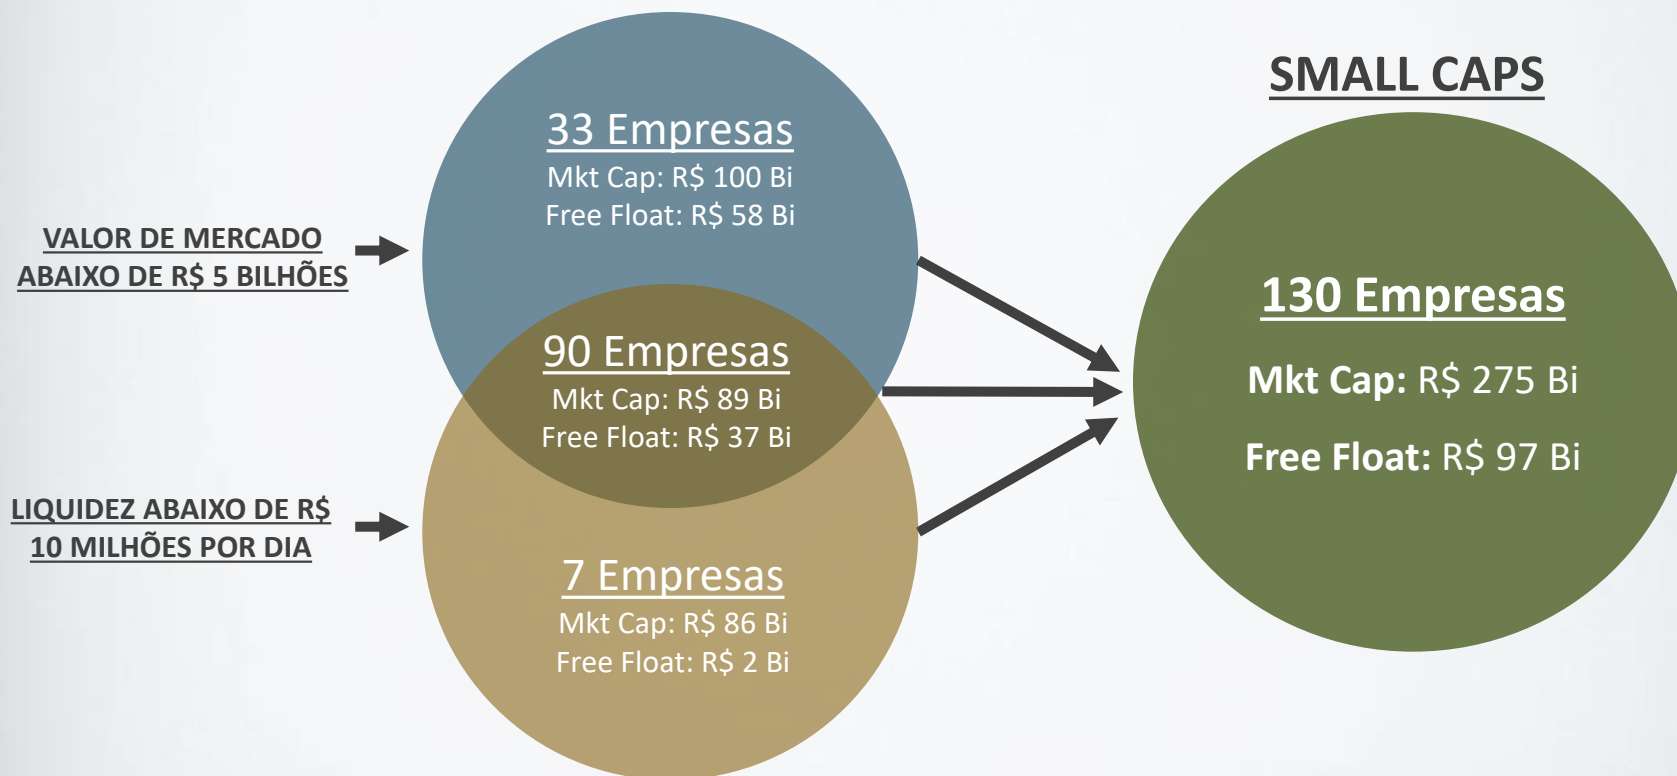 VALOR DE MERCADO
ABAIXO DE R$ 5 BILHÕES
LIQUIDEZ ABAIXO DE R$
10 MILHÕES POR DIA
33 Empresas
Mkt Cap: R$ 100 Bi
Free Float: R$ 58 Bi
90 Empresas
Mkt Cap: R$ 89 Bi
Free Float: R$ 37 Bi
7 Empresas
Mkt Cap: R$ 86 Bi
Free Float: R$ 2 Bi
SMALL CAPS
130 Empresas
Mkt Cap: R$ 275 Bi
Free Float: R$ 97 Bi